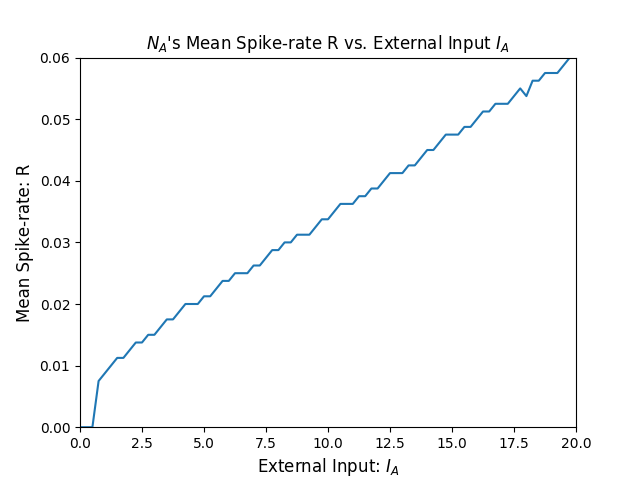 N_A's Mean Spike-rate R vs. External Input I_A
0.06
0.05
0.04
0.03
0.02
0.01
0.00
Mean Spike-rate: R
0.0 2.5 5.0 7.5 10.0 12.5 15.0 17.5 20.0
External Input: I_A